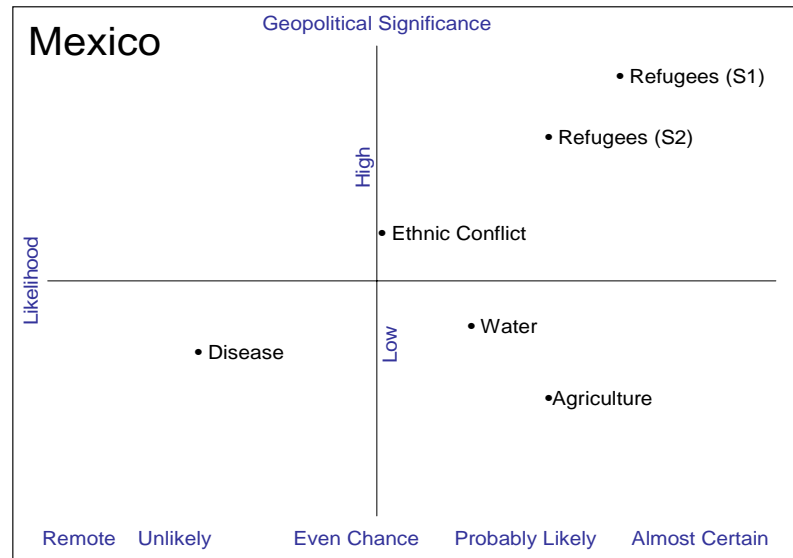 Geopolitical Significance
Mexico
• Refugees (S1)
• Refugees (S2)
High
• Ethnic Conflict
Likelihood
• Water
Low
• Disease
•Agriculture
Remote Unlikely Even Chance Probably Likely Almost Certain